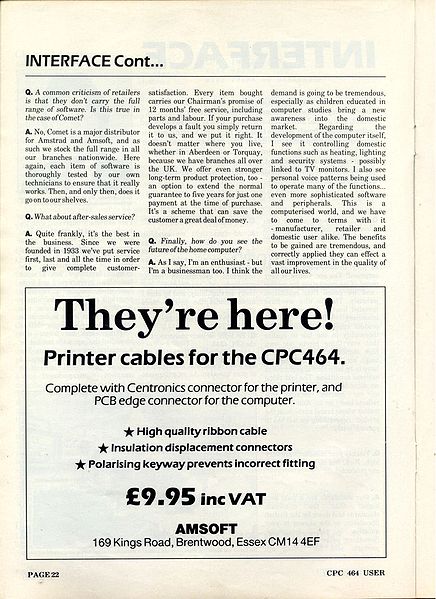 INTERFACE Cont...
Q. A common criticism of retailers
is that they don't carry the full
range of software. Is this true in
the case of Comet?
A. No, Comet is a major distributor
for Amstrad and Amsoft, and as
such we stock the full range in all
our branches nationwide. Here
again, each item of software is
thoroughly tested by our own
technicians to ensure that it really
works. Then, and only then, does it
go on to our shelves.
Q. What about after-sales service?
A. Quite frankly, it's the best in
the business. Since we were
founded in 1933 we've put service
first, last and all the time in order
to give complete customer-
satisfaction. Every item bought
carries our Chairman's promise of
12 months' free service, including
parts and labour. If your purchase
develops a fault you simply return
it to us, and we put it right. It
doesn't matter where you live,
whether in Aberdeen or Torquay,
because we have branches all over
the UK. We offer even stronger
long-term product protection, too -
an option to extend the normal
guarantee to five years for just one
payment at the time of purchase.
It's a scheme that can save the
customer a great deal of money.
Q. Finally, how do you see the
future of the home computer?
A. As I say, I'm an enthusiast - but
I'm a businessman too. I think the
demand is going to be tremendous,
especially as children educated in
computer studies bring a new
awareness into the domestic
market. Regarding the
development of the computer itself,
I see it controlling domestic
functions such as heating, lighting
and security systems - possibly
linked to TV monitors. I also see
personal voice patterns being used
to operate many of the functions...
even more sophisticated software
and peripherals. This is a
computerised world, and we have
to come to terms with it -
-manufacturer, retailer and
domestic user alike. The benefits
to be gained are tremendous, and
correctly applied they can effect a
vast improvement in the quality of
all our lives.
They're here!
Printer cables for the CPC464.
Complete with Centronics connector for the printer, and
PCB edge connector for the computer.
★ High quality ribbon cable
★ Insulation displacement connectors
★ Polarising keyway prevents incorrect fitting
£9.95 inc VAT
AMSOFT
169 Kings Road, Brentwood, Essex CM14 4EF
PAGE 22
CPC 464 USER